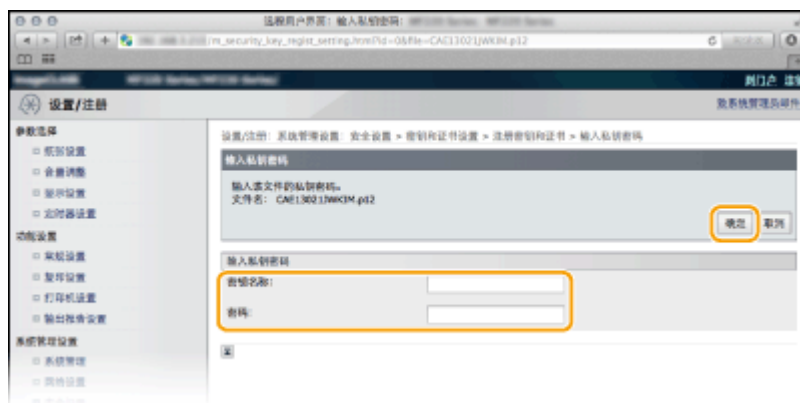 远程用户界面: 输入私钥密码:
/m_security_key_regist_setting.html?id=0&file=CAE13021JWKIM.p12
到门户
设置/注册
致系统管理员邮件
参数选择
纸张设置
音量调整
显示设置
定时器设置
功能设置
常规设置
复印设置
打印机设置
输出报告设置
系统管理设置
系统管理
网络设置
设置/注册: 系统管理设置: 安全设置 > 密钥和证书设置 > 注册密钥和证书 > 输入私钥密码
输入私钥密码
输入该文件的私钥密码。
文件名: CAE13021JWKIM.p12
确定
取消
输入私钥密码
密钥名称:
密码: